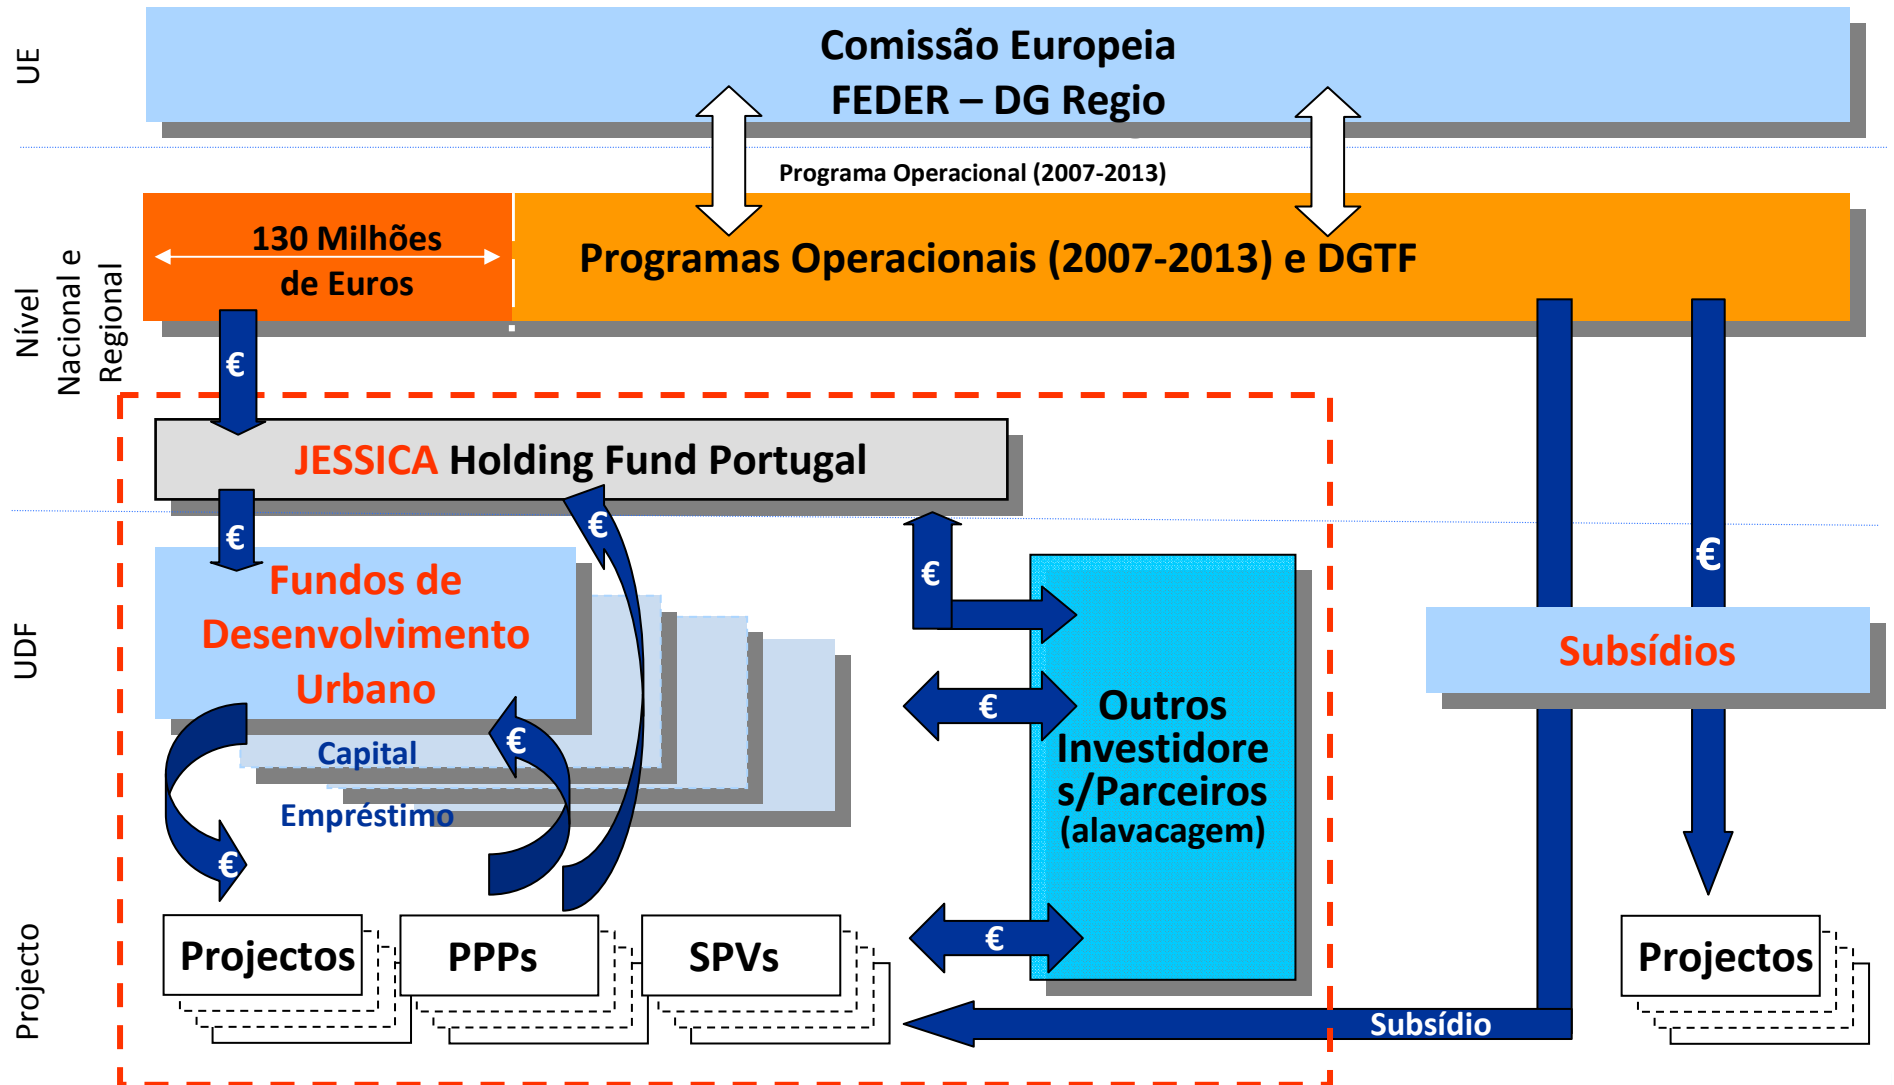 UE
Comissão Europeia
FEDER – DG Regio
Programa Operacional (2007-2013)
Nível
Nacional e
Regional
130 Milhões
de Euros
Programas Operacionais (2007-2013) e DGTF
€
JESSICA Holding Fund Portugal
€
€
€
€
UDF
Fundos de
Desenvolvimento
Urbano
Subsídios
€
€
Capital
Empréstimo
€
Outros
Investidore
s/Parceiros
(alavacagem)
€
Projecto
Projectos
PPPs
SPVs
Projectos
Subsídio